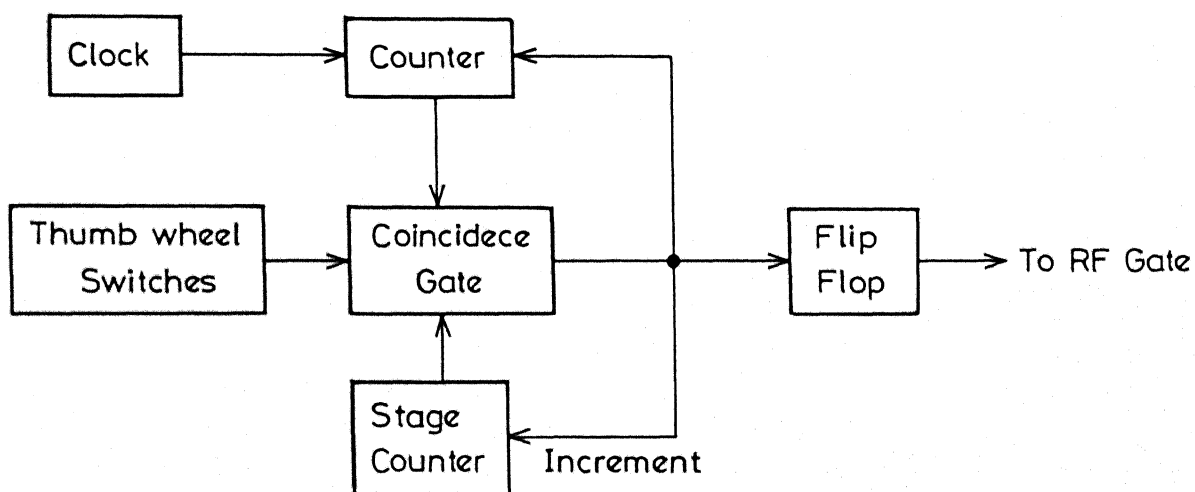 Clock
Counter
Thumb wheel
Switches
Coincidece
Gate
Flip
Flop
To RF Gate
Stage
Counter
Increment